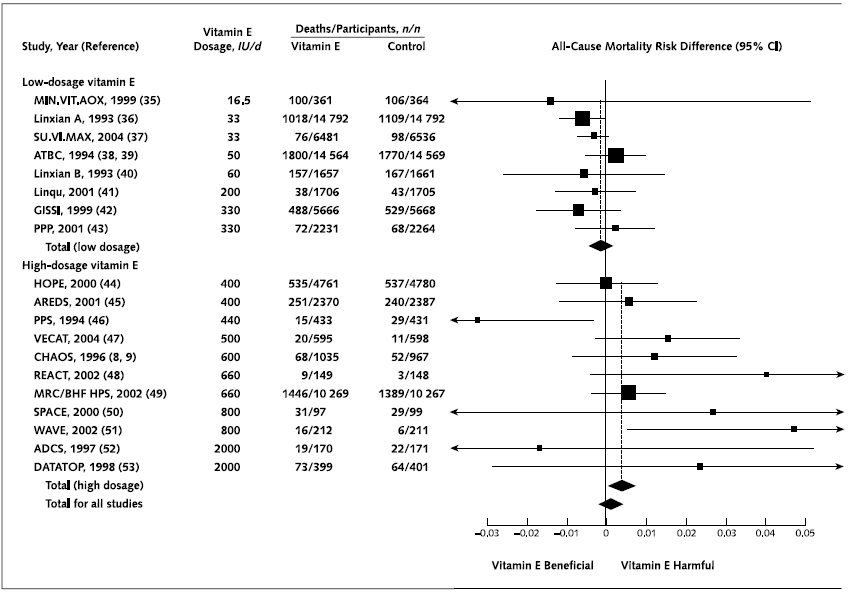 Vitamin E Deaths/Participants, n/n
Study, Year (Reference) Dosage, IU/d Vitamin E Control All-Cause Mortality Risk Difference (95% CI)
Low-dosage vitamin E
MIN.VIT.AOX, 1999 (35) 16.5 100/361 106/364
Linxian A, 1993 (36) 33 1018/14 792 1109/14 792
SU.VI.MAX, 2004 (37) 33 76/6481 98/6536
ATBC, 1994 (38, 39) 50 1800/14 564 1770/14 569
Linxian B, 1993 (40) 60 157/1657 167/1661
Linqu, 2001 (41) 200 38/1706 43/1705
GISSI, 1999 (42) 330 488/5666 529/5668
PPP, 2001 (43) 330 72/2231 68/2264
Total (low dosage)
High-dosage vitamin E
HOPE, 2000 (44) 400 535/4761 537/4780
AREDS, 2001 (45) 400 251/2370 240/2387
PPS, 1994 (46) 440 15/433 29/431
VECAT, 2004 (47) 500 20/595 11/598
CHAOS, 1996 (8, 9) 600 68/1035 52/967
REACT, 2002 (48) 660 9/149 3/148
MRC/BHF HPS, 2002 (49) 660 1446/10 269 1389/10 267
SPACE, 2000 (50) 800 31/97 29/99
WAVE, 2002 (51) 800 16/212 6/211
ADCS, 1997 (52) 2000 19/170 22/171
DATATOP, 1998 (53) 2000 73/399 64/401
Total (high dosage)
Total for all studies
−0.03 −0.02 −0.01 0 0.01 0.02 0.03 0.04 0.05
Vitamin E Beneficial Vitamin E Harmful